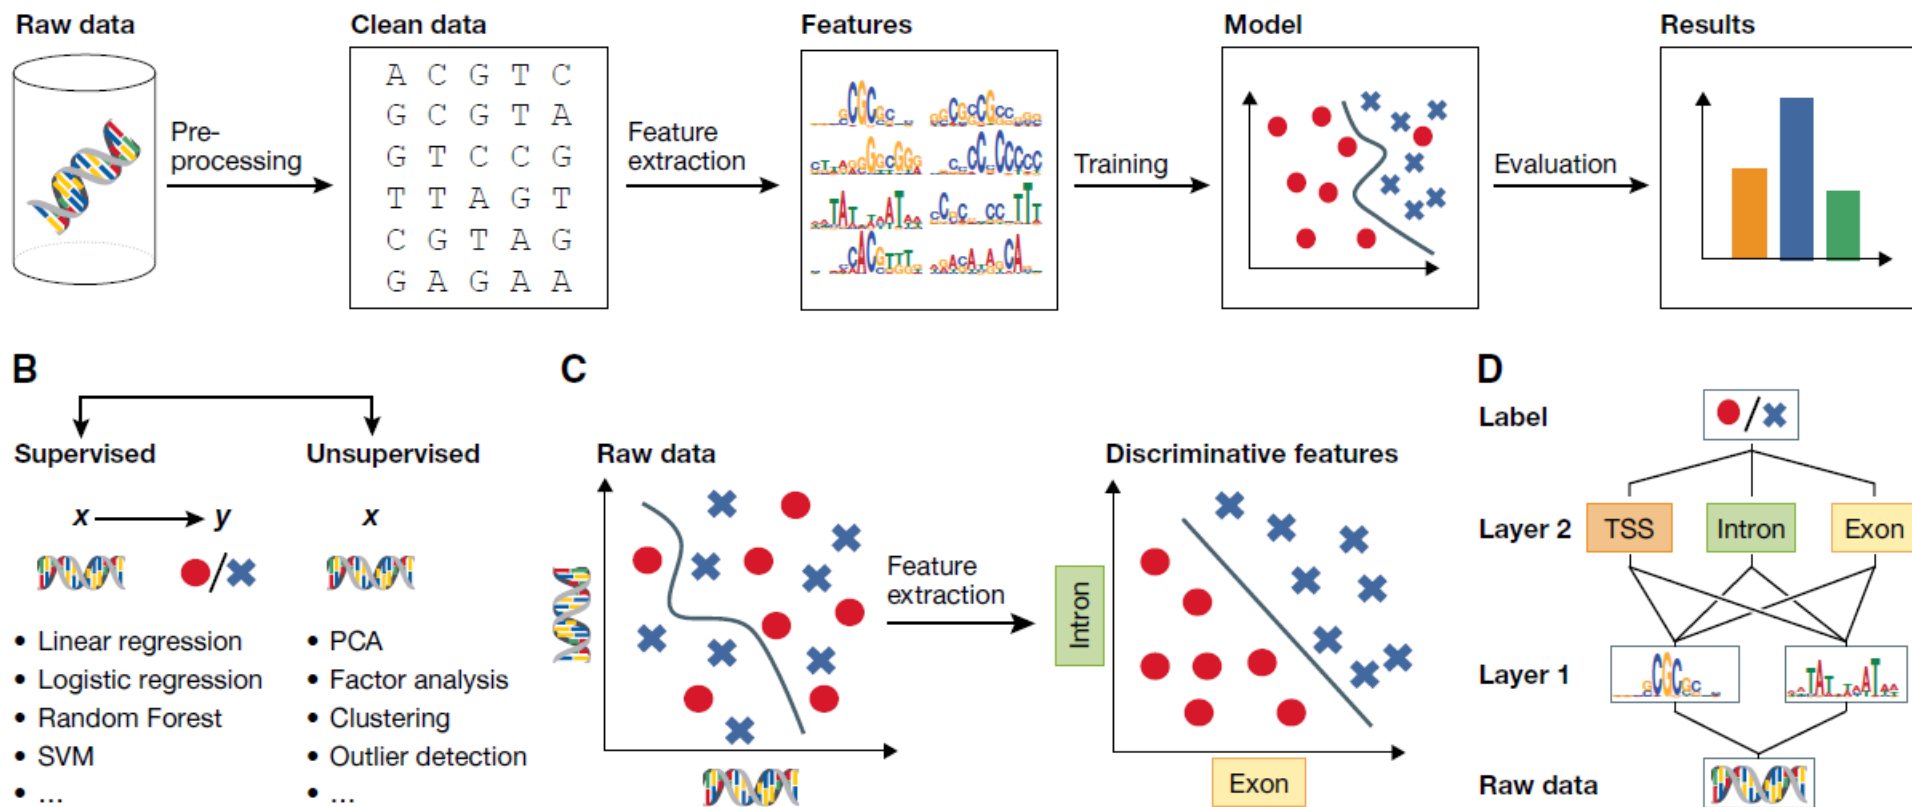 Raw data
Clean data
Features
Model
Results
Pre-
processing
A C G T C
G C G T A
G T C C G
T T A G T
C G T A G
G A G A A
Feature
extraction
Training
Evaluation
B
Supervised
Unsupervised
x
y
x
• Linear regression
• Logistic regression
• Random Forest
• SVM
• ...
• PCA
• Factor analysis
• Clustering
• Outlier detection
• ...
C
Raw data
Feature
extraction
Discriminative features
Intron
Exon
D
Label
Layer 2
TSS
Intron
Exon
Layer 1
Raw data